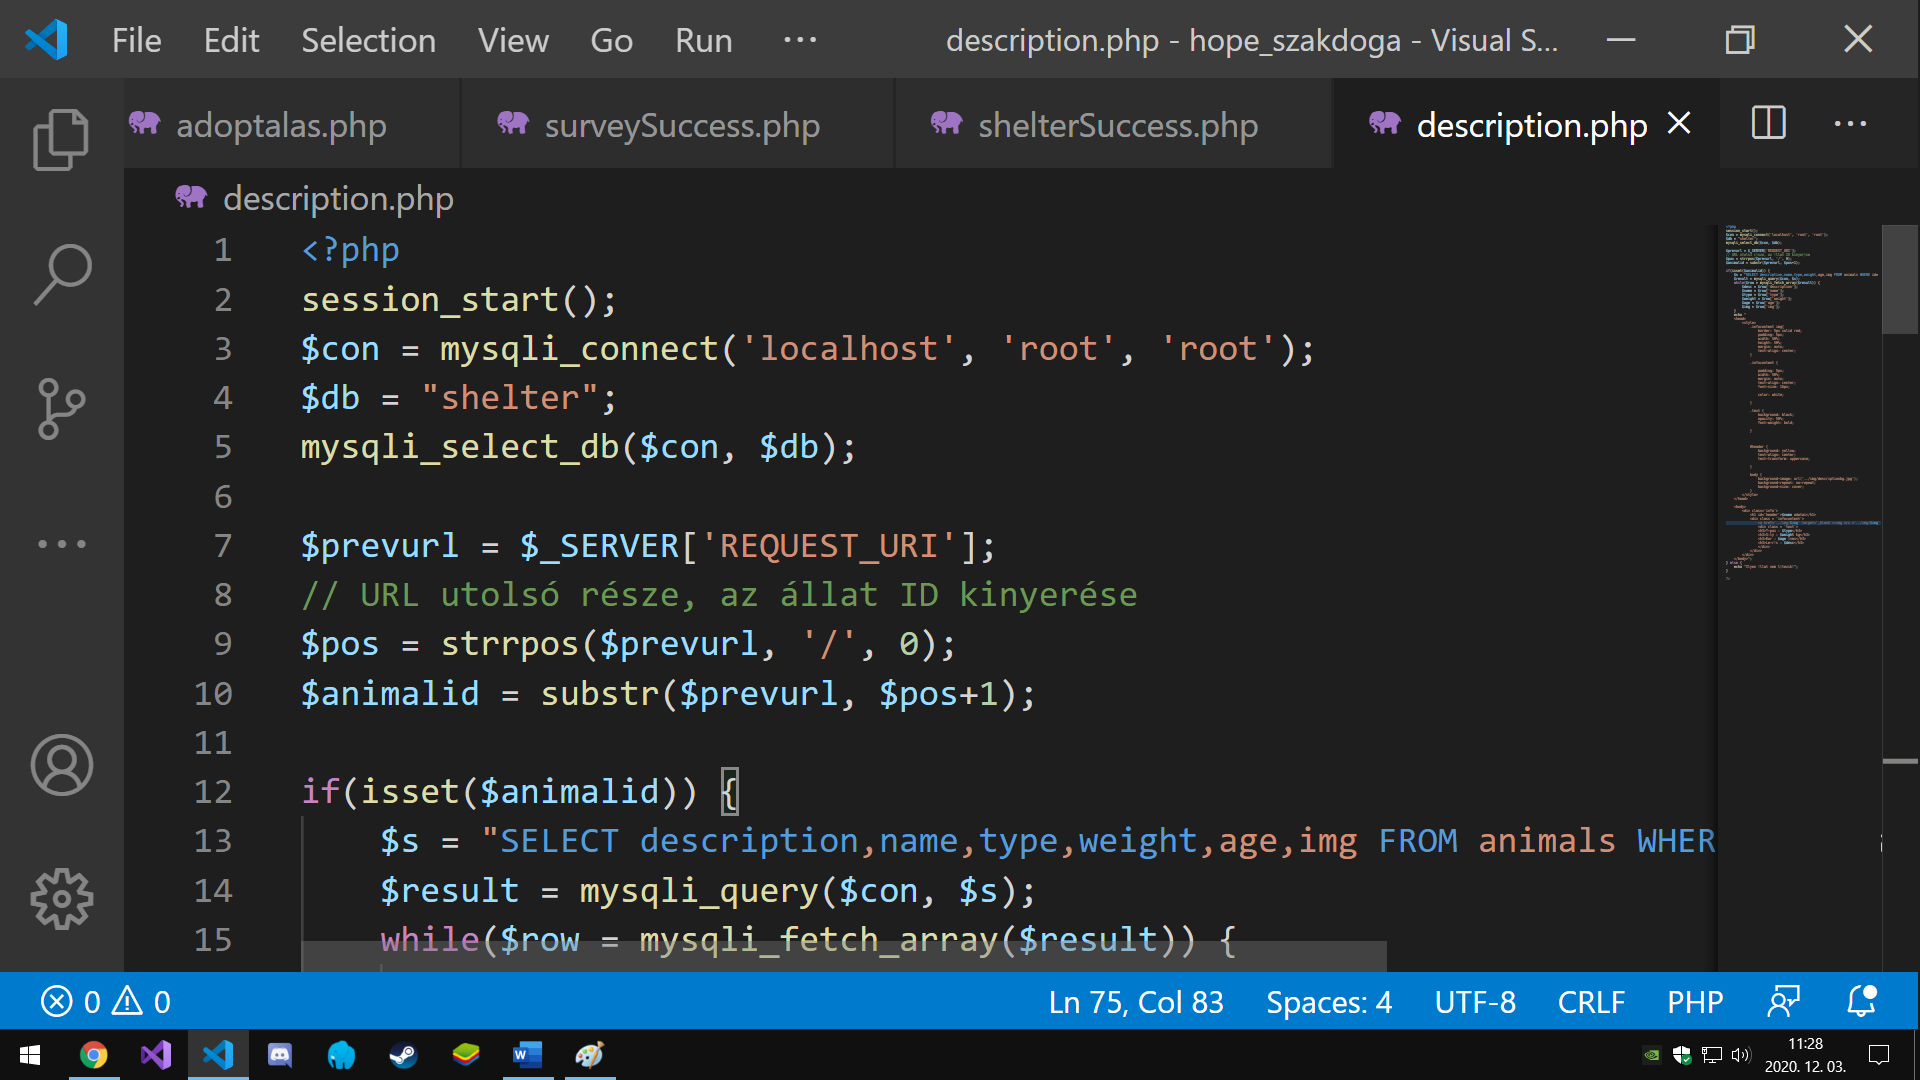 File Edit Selection View Go Run ··· description.php - hope_szakdoga - Visual S...
adoptalas.php surveySuccess.php shelterSuccess.php description.php
description.php
1 <?php
2 session_start();
3 $con = mysqli_connect('localhost', 'root', 'root');
4 $db = "shelter";
5 mysqli_select_db($con, $db);
6
7 $prevurl = $_SERVER['REQUEST_URI'];
8 // URL utolsó része, az állat ID kinyerése
9 $pos = strrpos($prevurl, '/', 0);
10 $animalid = substr($prevurl, $pos+1);
11
12 if(isset($animalid)) {
13 $s = "SELECT description,name,type,weight,age,img FROM animals WHER
14 $result = mysqli_query($con, $s);
15 while($row = mysqli_fetch_array($result)) {
0 0 Ln 75, Col 83 Spaces: 4 UTF-8 CRLF PHP
11:28
2020. 12. 03.